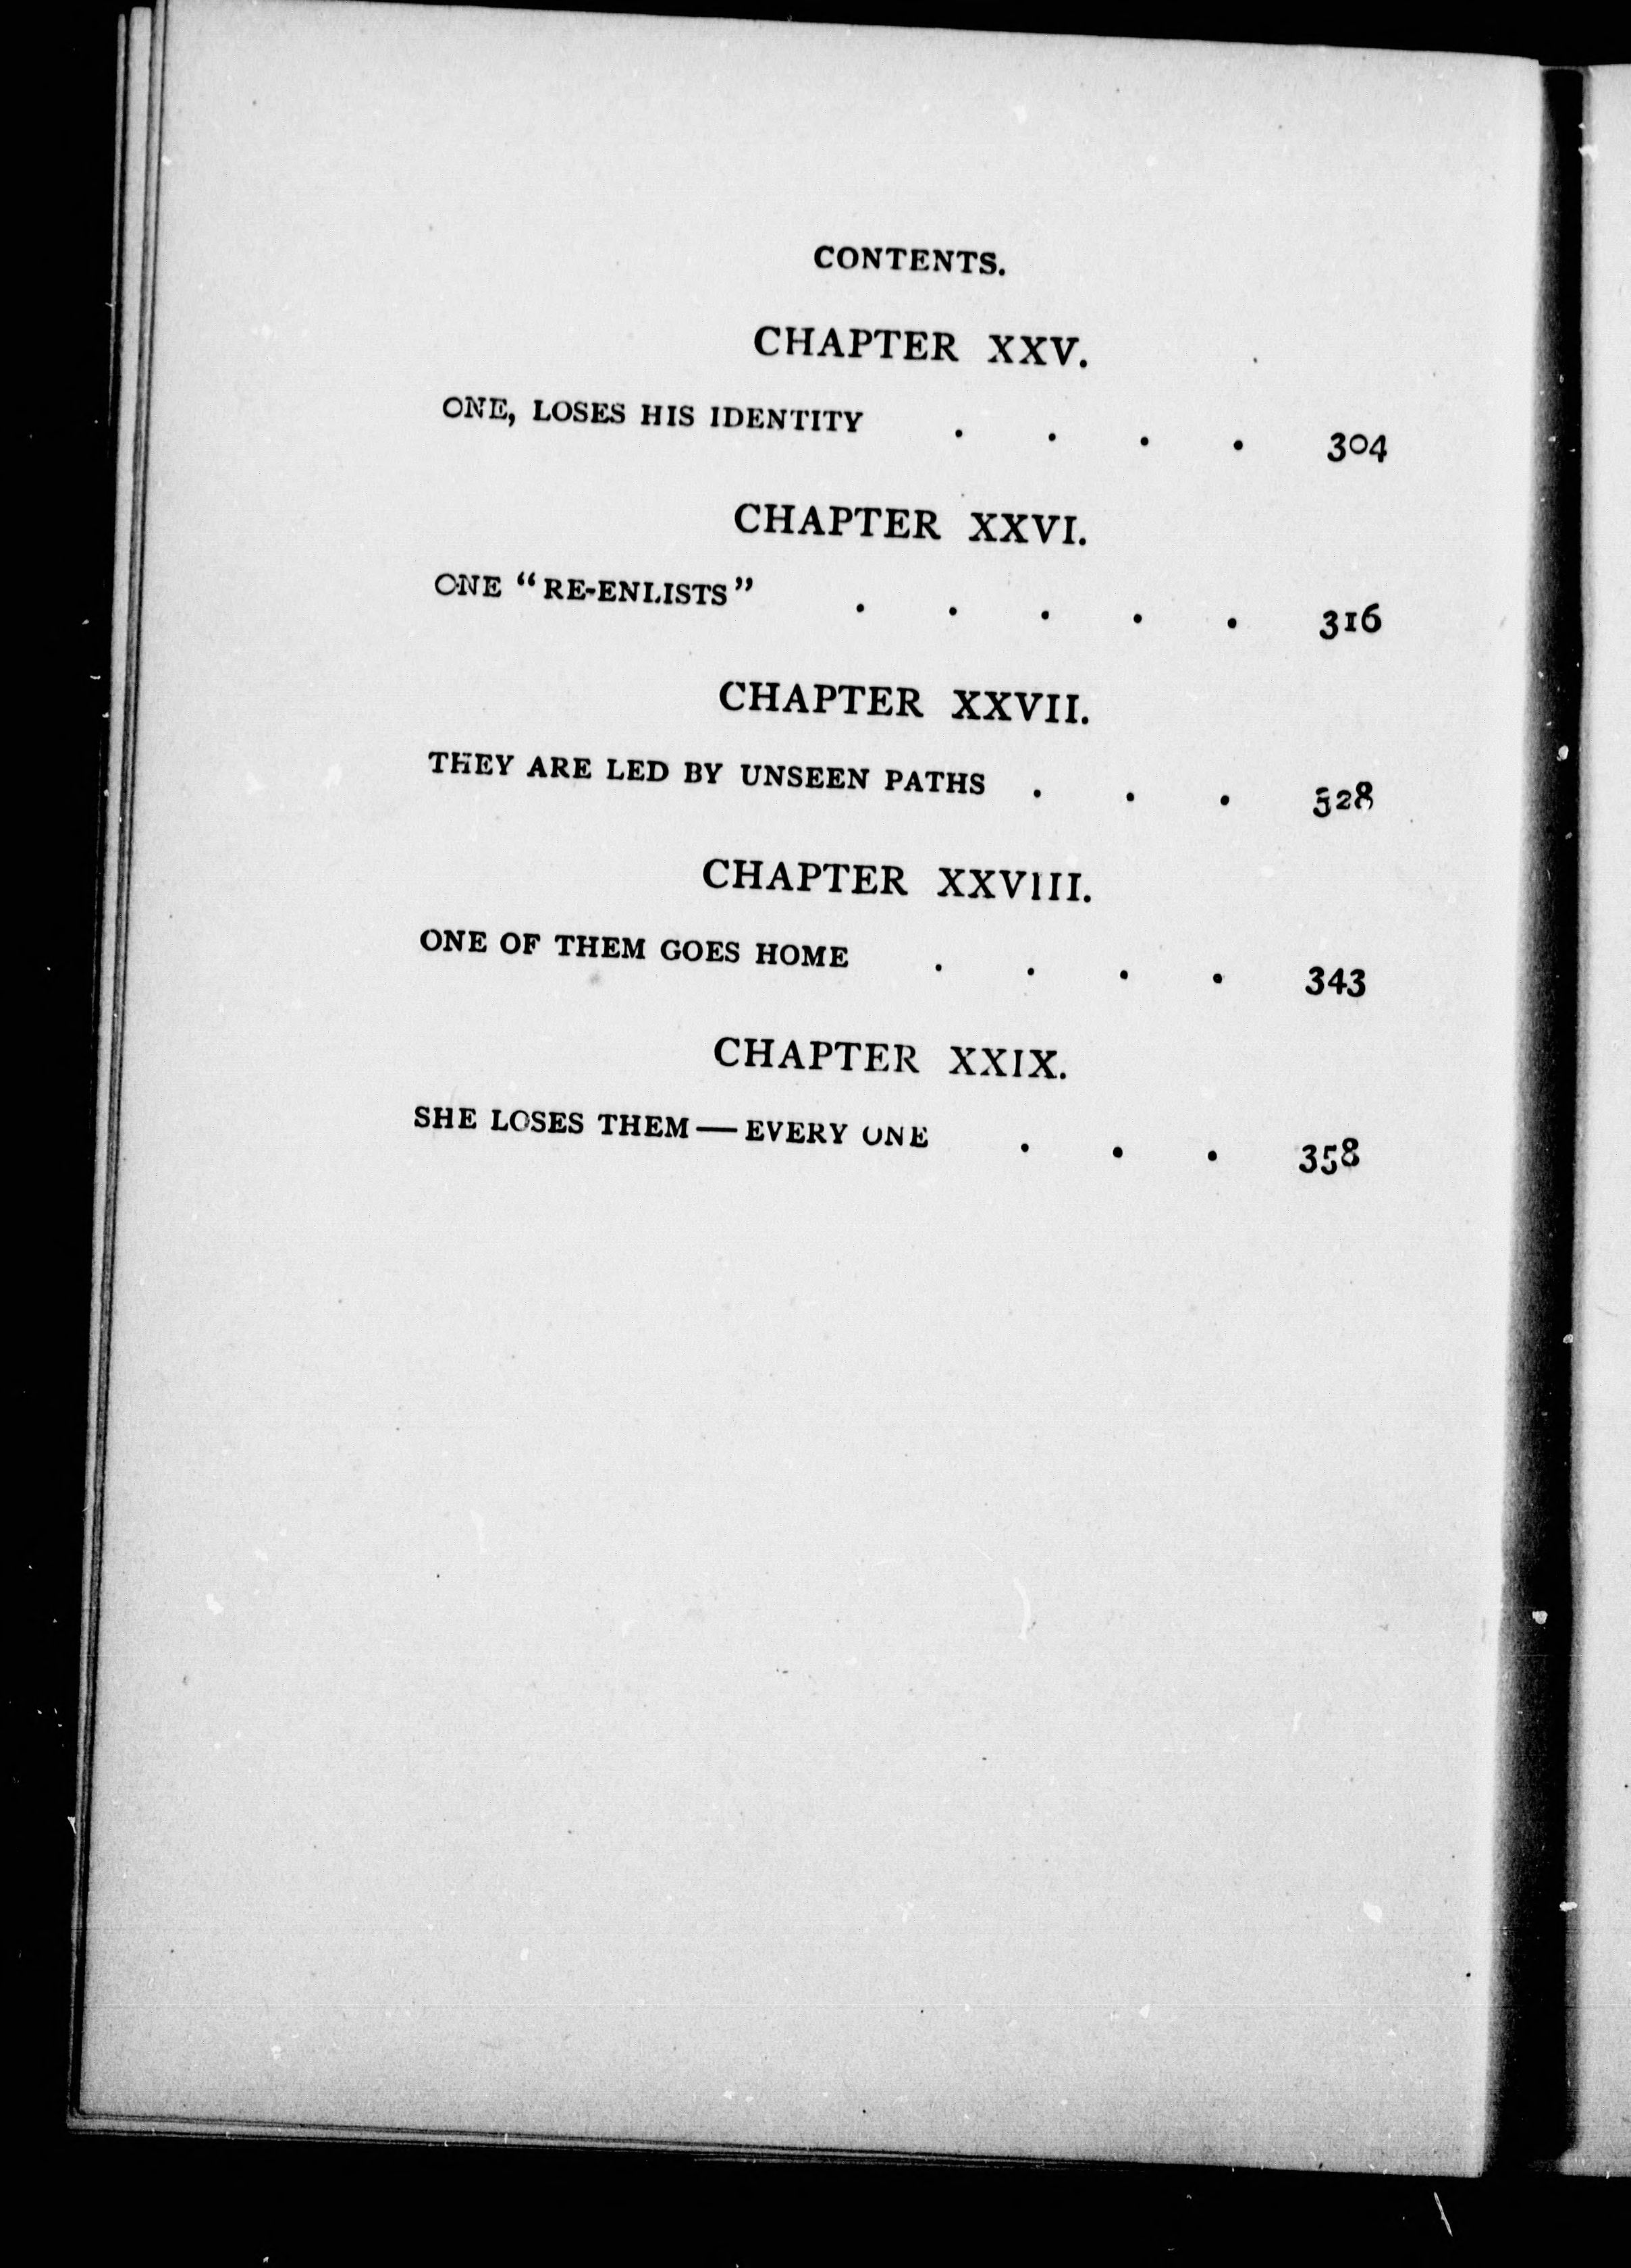 CONTENTS.
CHAPTER XXV.
ONE, LOSES HIS IDENTITY . . . . 304
CHAPTER XXVI.
ONE “RE-ENLISTS” . . . . . 316
CHAPTER XXVII.
THEY ARE LED BY UNSEEN PATHS . . . 328
CHAPTER XXVIII.
ONE OF THEM GOES HOME . . . . 343
CHAPTER XXIX.
SHE LOSES THEM—EVERY ONE . . . 358